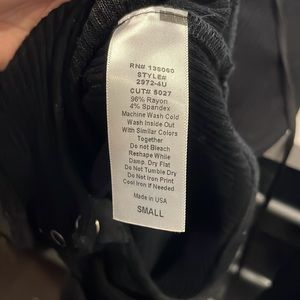 RN# 136060
STYLE#
2972-4U
CUT# 5027
96% Rayon
4% Spandex
Machine Wash Cold
Wash Inside Out
With Similar Colors
Together
Do not Bleach
Reshape While
Damp. Dry Flat
Do Not Tumble Dry
Do Not Iron Print
Cool Iron if Needed
Made in USA
SMALL